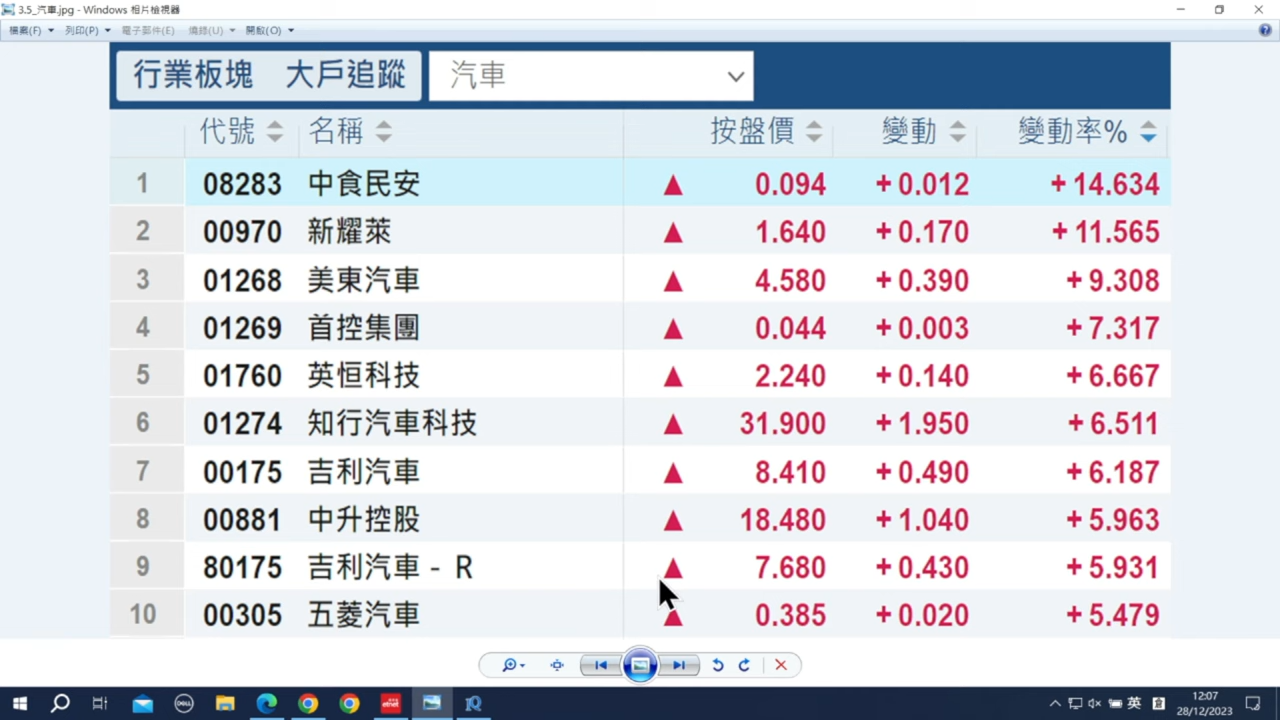 3.5_汽車.jpg - Windows 相片檢視器
檔案(F) 列印(P) 電子郵件(E) 燒錄(U) 開啟(O)
行業板塊 大戶追蹤 汽車
代號 名稱 按盤價 變動 變動率%
1 08283 中食民安 ▲ 0.094 +0.012 +14.634
2 00970 新耀萊 ▲ 1.640 +0.170 +11.565
3 01268 美東汽車 ▲ 4.580 +0.390 +9.308
4 01269 首控集團 ▲ 0.044 +0.003 +7.317
5 01760 英恒科技 ▲ 2.240 +0.140 +6.667
6 01274 知行汽車科技 ▲ 31.900 +1.950 +6.511
7 00175 吉利汽車 ▲ 8.410 +0.490 +6.187
8 00881 中升控股 ▲ 18.480 +1.040 +5.963
9 80175 吉利汽車 - R ▲ 7.680 +0.430 +5.931
10 00305 五菱汽車 ▲ 0.385 +0.020 +5.479
DELL etnet IQ 英 12:07
28/12/2023